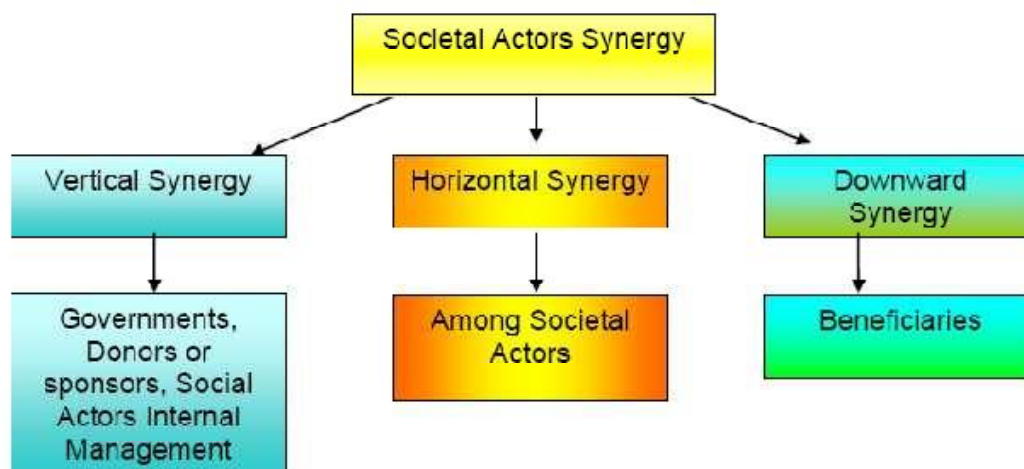 Societal Actors Synergy
Vertical Synergy
Horizontal Synergy
Downward
Synergy
Governments,
Donors or
sponsors, Social
Actors Internal
Management
Among Societal
Actors
Beneficiaries